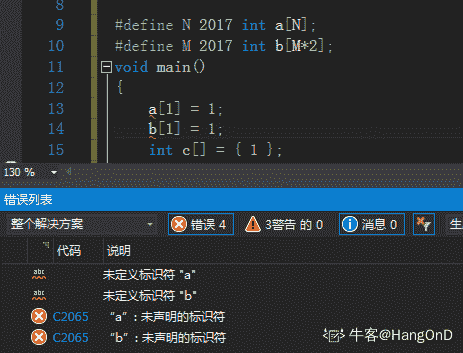 8
9 #define N 2017 int a[N];
10 #define M 2017 int b[M*2];
11 void main()
12 {
13 a[1] = 1;
14 b[1] = 1;
15 int c[] = { 1 };
130 %
错误列表
整个解决方案 错误 4 3警告 的 0 消息 0 生
代码 说明
abc 未定义标识符 "a"
abc 未定义标识符 "b"
C2065 “a”: 未声明的标识符
C2065 “b”: 未声明的标识符
牛客@HangOnD